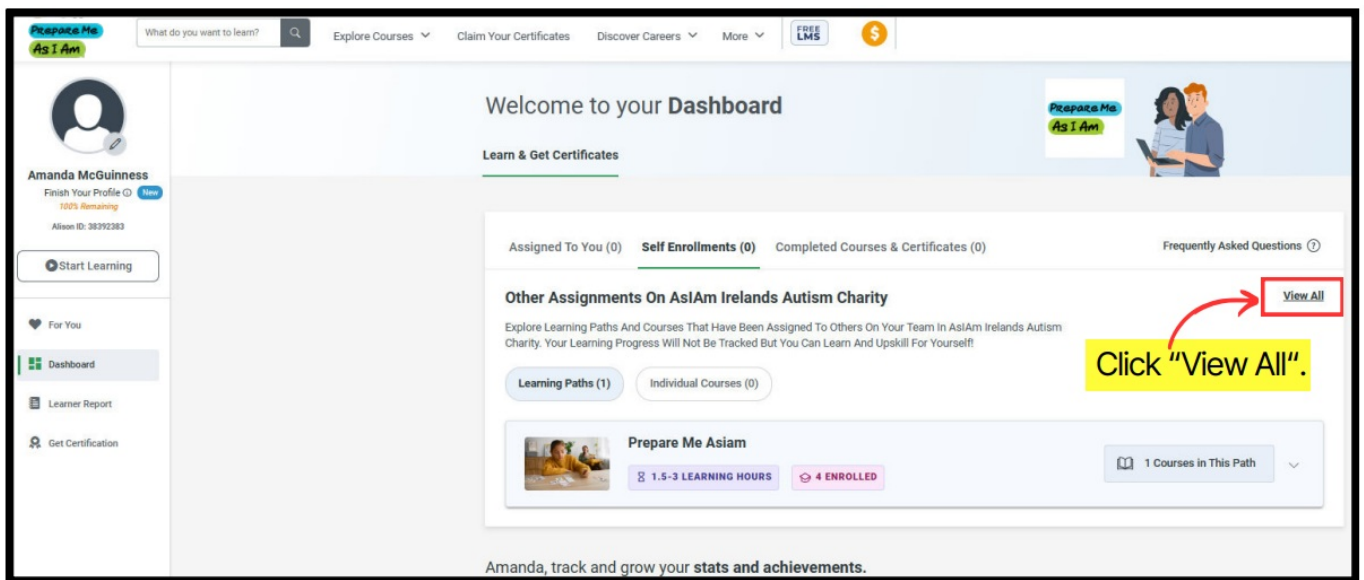 Prepare Me
As I Am
What do you want to learn?
Explore Courses
Claim Your Certificates
Discover Careers
More
FREE
LMS
$
Amanda McGuinness
Finish Your Profile
New
100% Remaining
Alison ID: 38392383
Start Learning
For You
Dashboard
Learner Report
Get Certification
Welcome to your Dashboard
Learn & Get Certificates
Prepare Me
As I Am
Assigned To You (0)
Self Enrollments (0)
Completed Courses & Certificates (0)
Frequently Asked Questions ?
Other Assignments On AsIAm Irelands Autism Charity
View All
Explore Learning Paths And Courses That Have Been Assigned To Others On Your Team In AsIAm Irelands Autism
Charity. Your Learning Progress Will Not Be Tracked But You Can Learn And Upskill For Yourself!
Click “View All“.
Learning Paths (1)
Individual Courses (0)
Prepare Me Asiam
1.5-3 LEARNING HOURS
4 ENROLLED
1 Courses in This Path
Amanda, track and grow your stats and achievements.